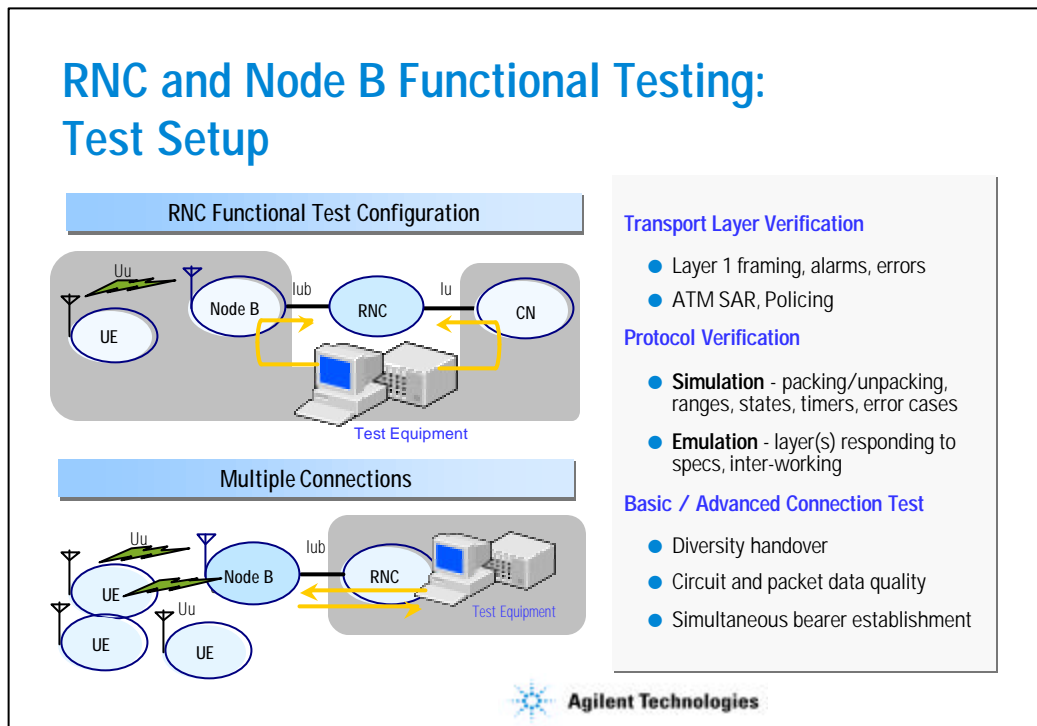 RNC and Node B Functional Testing:
Test Setup
RNC Functional Test Configuration
Uu
Iub
Iu
Node B
RNC
CN
UE
Test Equipment
Multiple Connections
Uu
Iub
Node B
RNC
UE
Test Equipment
Uu
UE
UE
Transport Layer Verification
● Layer 1 framing, alarms, errors
● ATM SAR, Policing
Protocol Verification
● Simulation - packing/unpacking,
ranges, states, timers, error cases
● Emulation - layer(s) responding to
specs, inter-working
Basic / Advanced Connection Test
● Diversity handover
● Circuit and packet data quality
● Simultaneous bearer establishment
Agilent Technologies